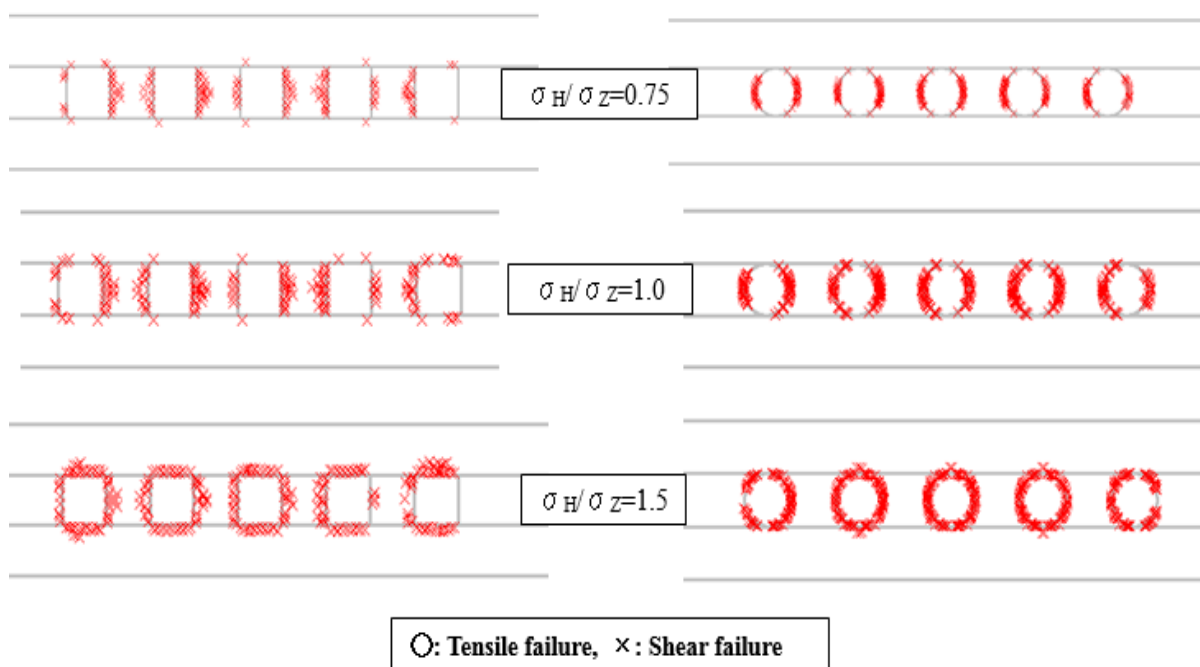 σ H/ σ Z=0.75
σ H/ σ Z=1.0
σ H/ σ Z=1.5
O: Tensile failure, ×: Shear failure